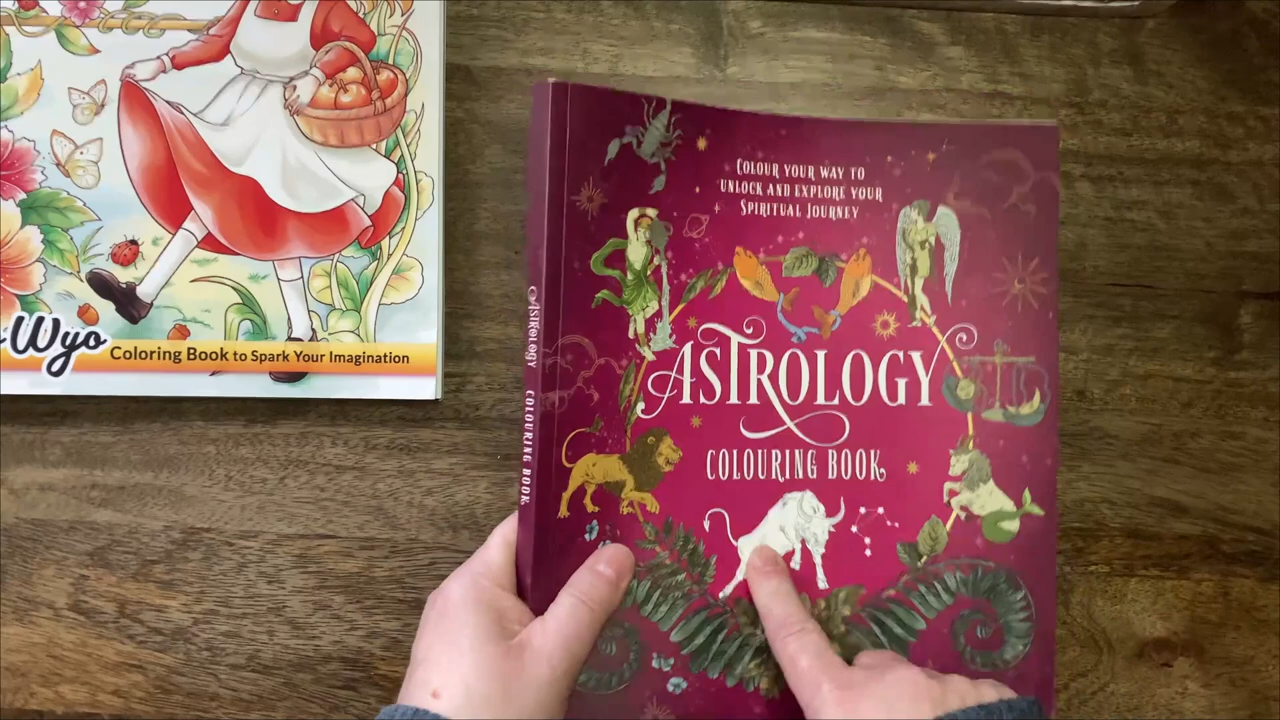 Wyo
Coloring Book to Spark Your Imagination
COLOUR YOUR WAY TO
UNLOCK AND EXPLORE YOUR
SPIRITUAL JOURNEY
ASTROLOGY
COLOURING BOOK
ASTROLOGY COLOURING BOOK